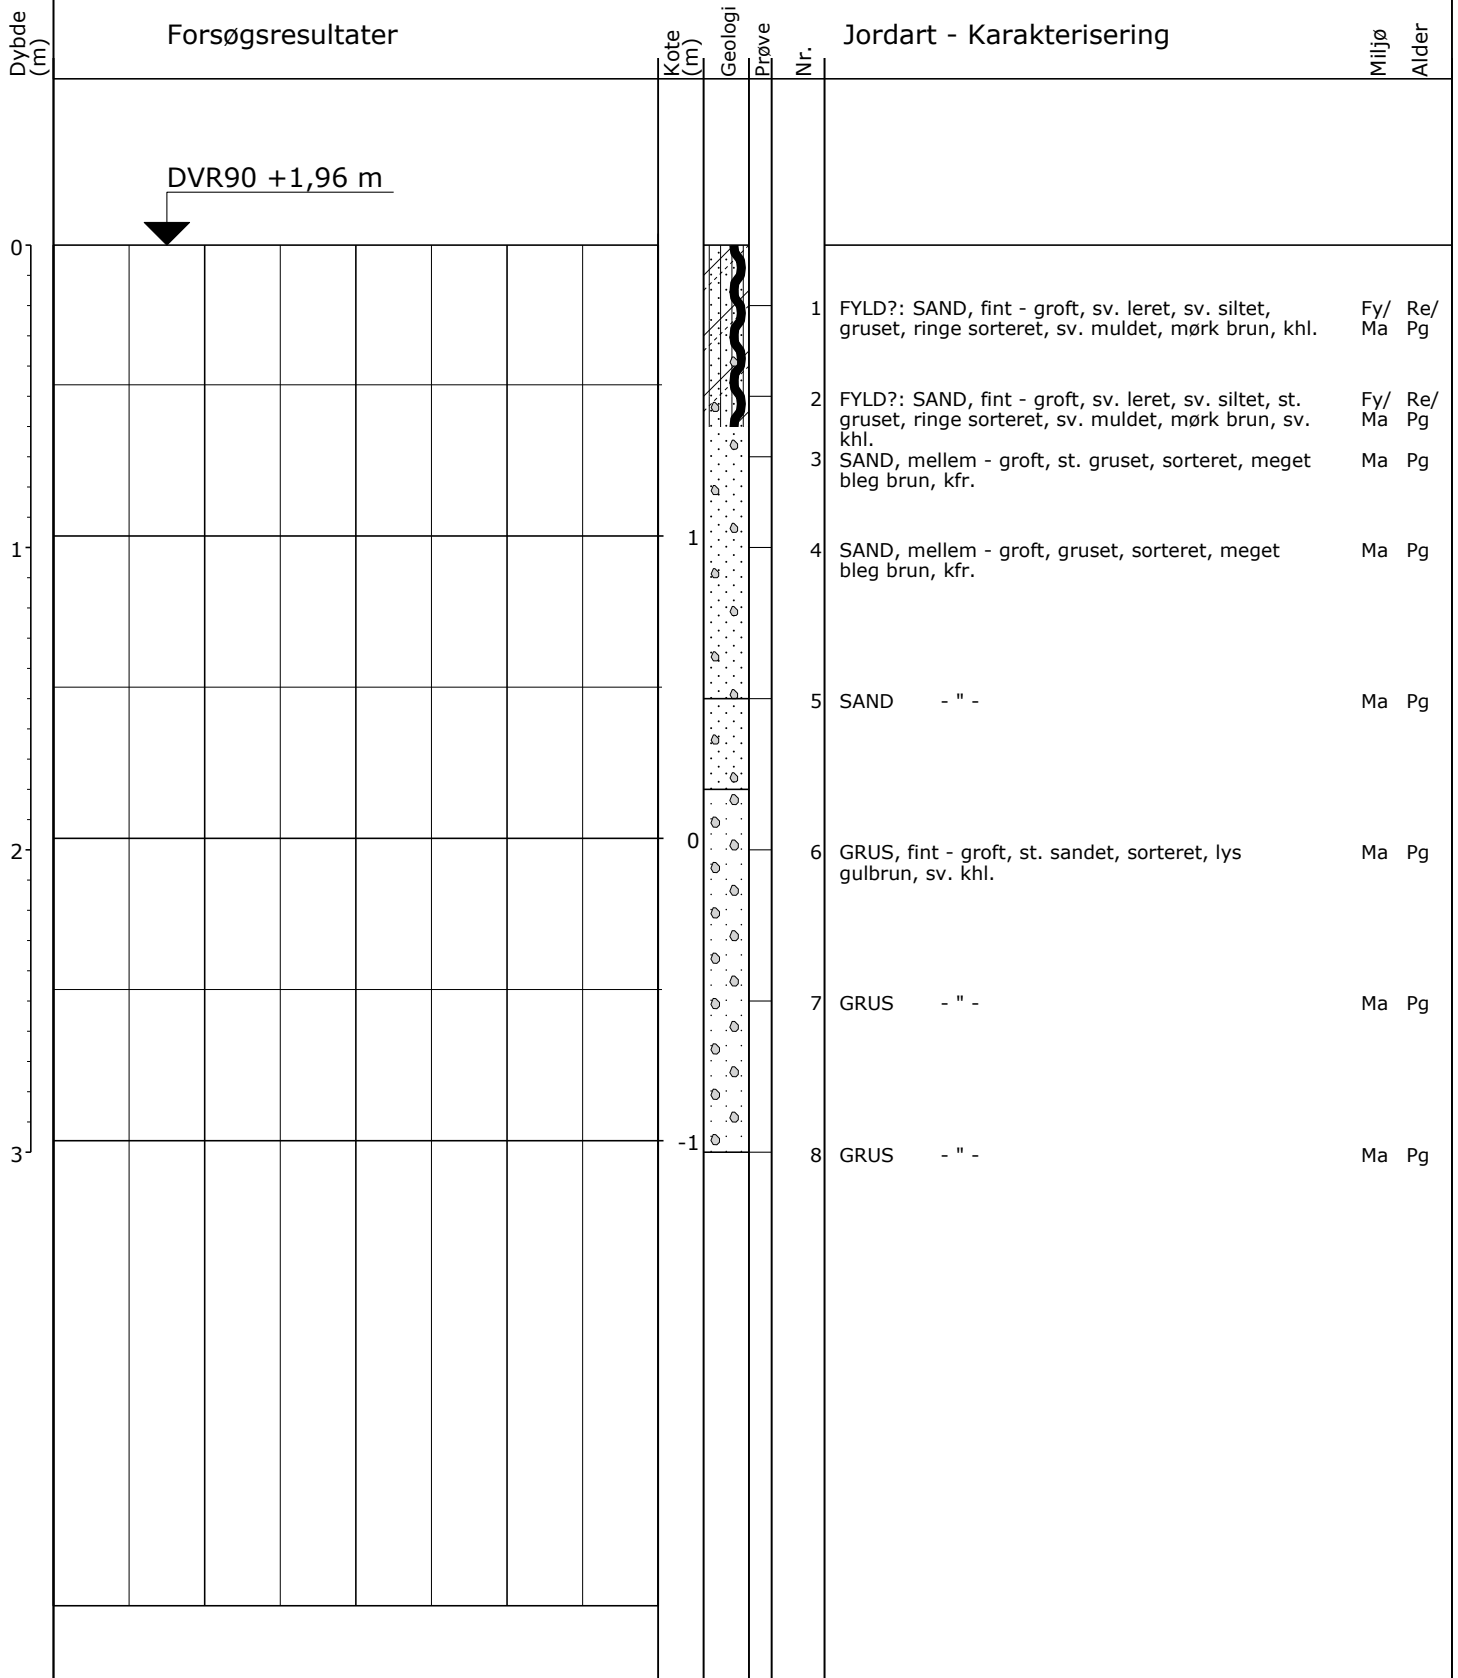 Dybde
(m)
Forsøgsresultater
Kote
(m)
Geologi
Prøve
Nr.
Jordart - Karakterisering
Miljø
Alder
DVR90 +1,96 m
0
1 FYLD?: SAND, fint - groft, sv. leret, sv. siltet, Fy/ Re/
gruset, ringe sorteret, sv. muldet, mørk brun, khl. Ma Pg
2 FYLD?: SAND, fint - groft, sv. leret, sv. siltet, st. Fy/ Re/
gruset, ringe sorteret, sv. muldet, mørk brun, sv. Ma Pg
khl.
3 SAND, mellem - groft, st. gruset, sorteret, meget Ma Pg
bleg brun, kfr.
1
1 4 SAND, mellem - groft, gruset, sorteret, meget Ma Pg
bleg brun, kfr.
5 SAND - " - Ma Pg
0
2 6 GRUS, fint - groft, st. sandet, sorteret, lys Ma Pg
gulbrun, sv. khl.
7 GRUS - " - Ma Pg
-1
3 8 GRUS - " - Ma Pg